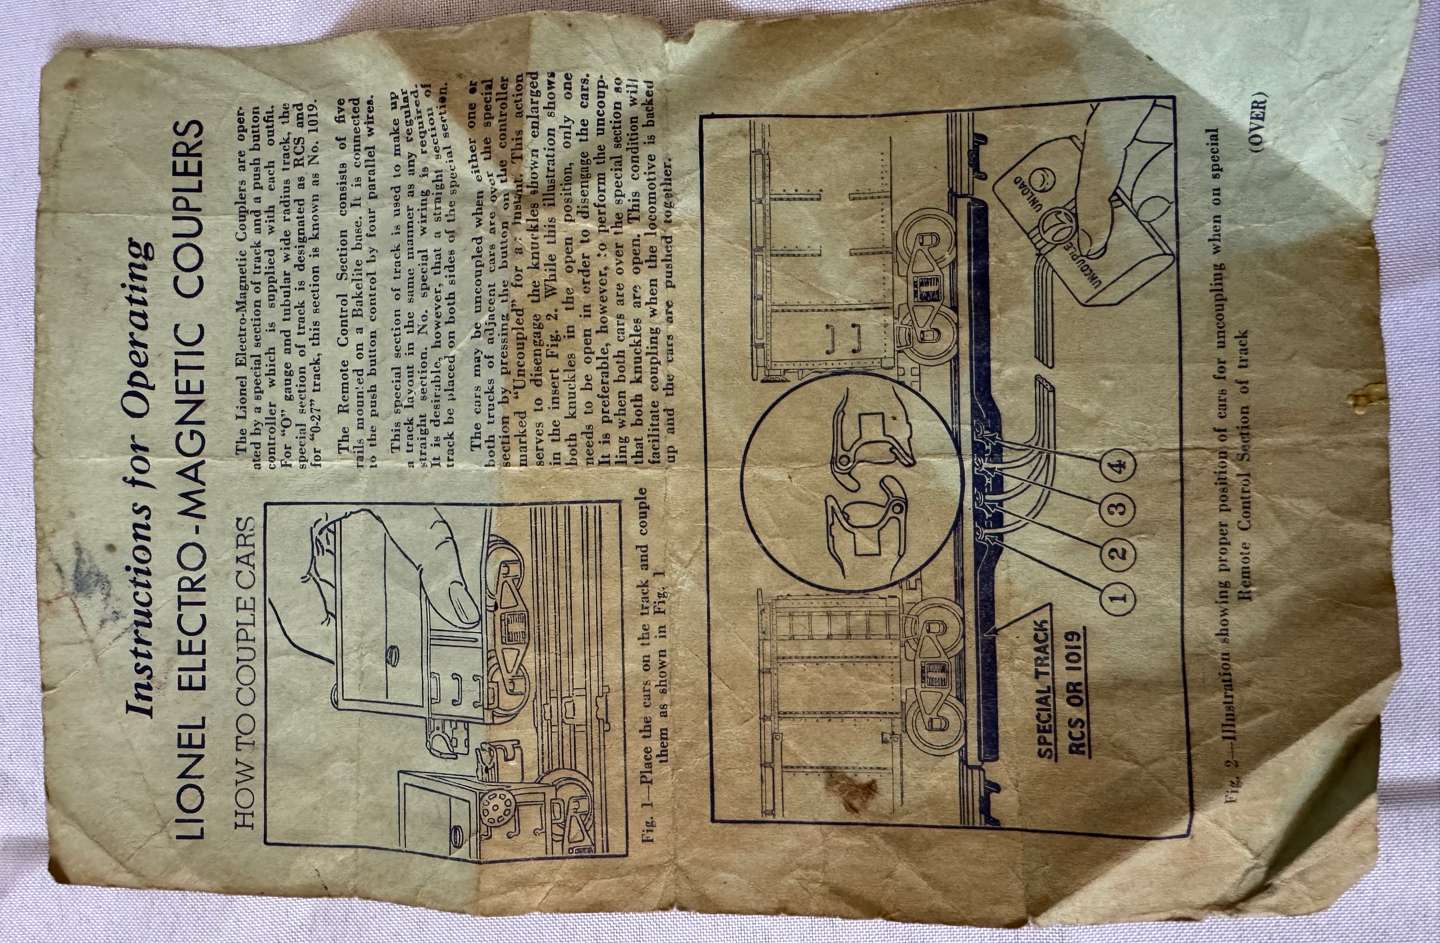 Instructions for Operating
LIONEL ELECTRO-MAGNETIC COUPLERS
HOW TO COUPLE CARS
Fig. 1—Place the cars on the track and couple
them as shown in Fig. 1
The Lionel Electro-Magnetic Couplers are oper-
ated by a special section of track and a push button
controller which is supplied with each outfit.
For "O" gauge and tubular wide radius track, the
special section of track is designated as RCS and
for "0-27" track, this section is known as No. 1019.
The Remote Control Section consists of five
rails mounted on a Bakelite base. It is connected
to the push button control by four parallel wires.
This special section of track is used to make up
a track layout in the same manner as any regular
straight section. No. special wiring is required.
It is desirable, however, that a straight section of
track be placed on both sides of the special section.
The cars may be uncoupled when either one or
both trucks of adjacent cars are over the special
section by pressing the button on the controller
marked "Uncoupled" for an instant. This action
serves to disengage the knuckles shown enlarged
in the insert Fig. 2. While this illustration shows
both knuckles in the open position, only one
needs to be open in order to disengage the cars.
It is preferable, however, to perform the uncoup-
ling when both cars are over the special section so
that both knuckles are open. This condition will
facilitate coupling when the locomotive is backed
up and the cars are pushed together.
UNLOAD
UNCOUPLE
SPECIAL TRACK
RCS OR 1019
1 2 3 4
Fig. 2—Illustration showing proper position of cars for uncoupling when on special
Remote Control Section of track
(OVER)